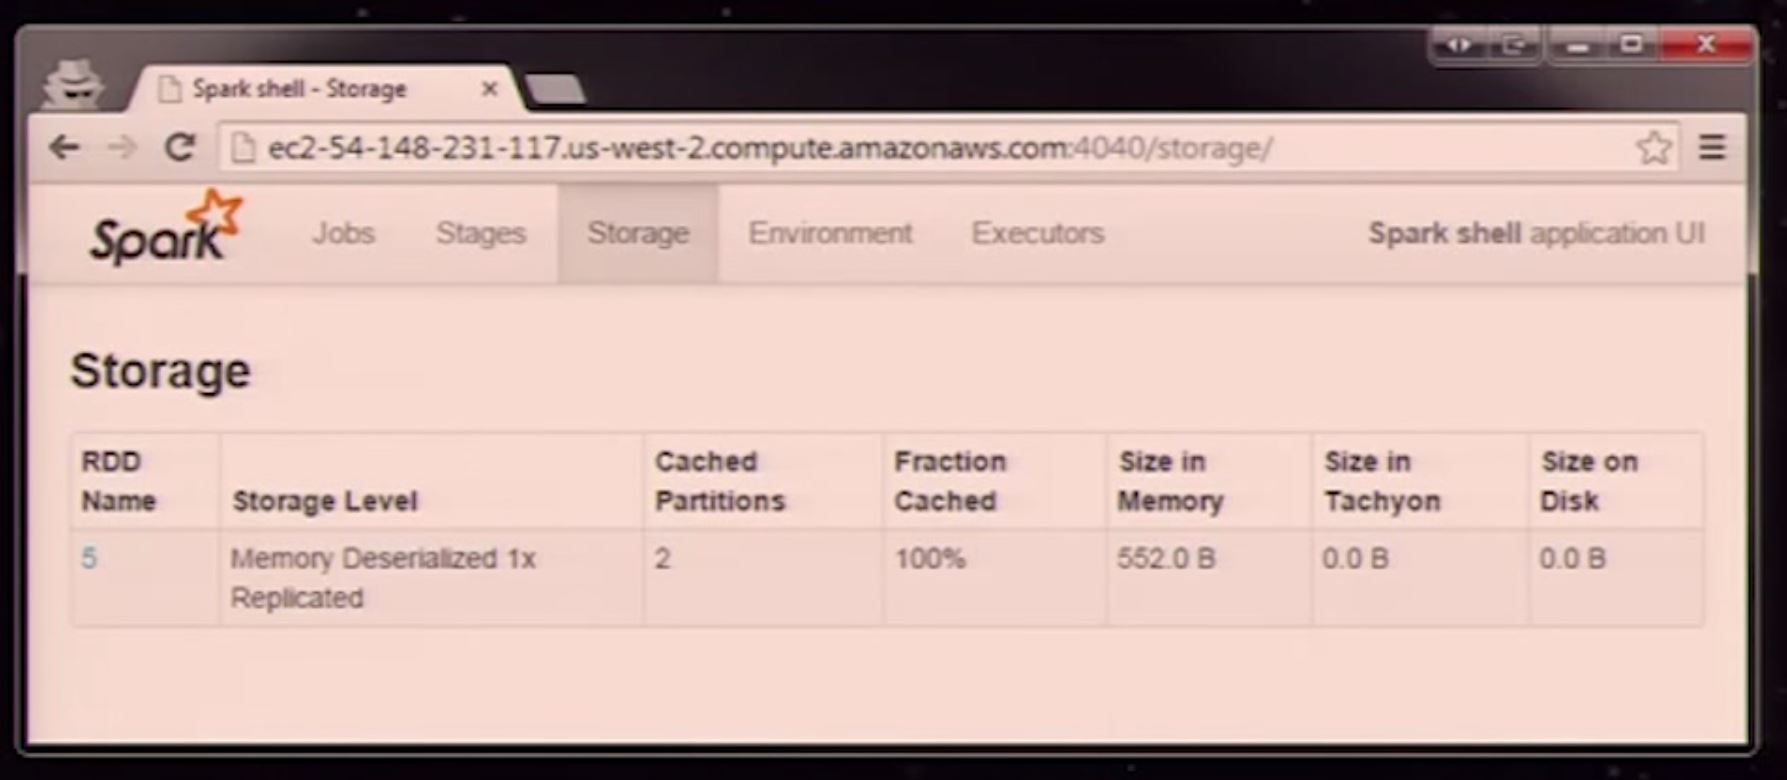 Spark shell - Storage
ec2-54-148-231-117.us-west-2.compute.amazonaws.com:4040/storage/
Spark Jobs Stages Storage Environment Executors Spark shell application UI
Storage
RDD Name Storage Level Cached Partitions Fraction Cached Size in Memory Size in Tachyon Size on Disk
5 Memory Deserialized 1x Replicated 2 100% 552.0 B 0.0 B 0.0 B